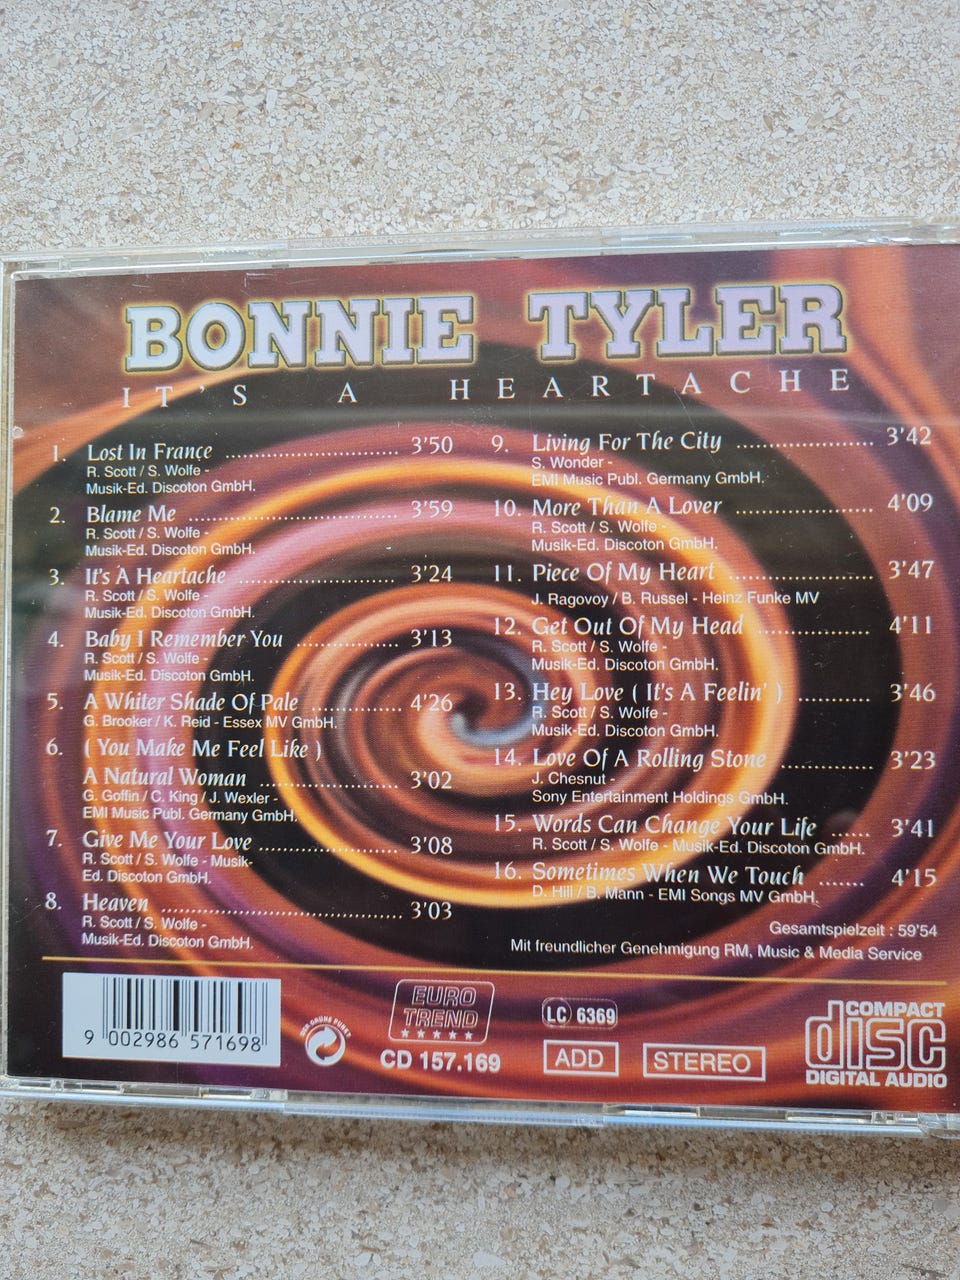 BONNIE TYLER
IT'S A HEARTACHE
1. Lost In France .......... 3'50
R. Scott / S. Wolfe -
Musik-Ed. Discoton GmbH.
2. Blame Me .......... 3'59
R. Scott / S. Wolfe -
Musik-Ed. Discoton GmbH.
3. It's A Heartache .......... 3'24
R. Scott / S. Wolfe -
Musik-Ed. Discoton GmbH.
4. Baby I Remember You .......... 3'13
R. Scott / S. Wolfe -
Musik-Ed. Discoton GmbH.
5. A Whiter Shade Of Pale .......... 4'26
G. Brooker / K. Reid - Essex MV GmbH.
6. ( You Make Me Feel Like )
A Natural Woman .......... 3'02
G. Goffin / C. King / J. Wexler -
EMI Music Publ. Germany GmbH.
7. Give Me Your Love .......... 3'08
R. Scott / S. Wolfe - Musik-
Ed. Discoton GmbH.
8. Heaven .......... 3'03
R. Scott / S. Wolfe -
Musik-Ed. Discoton GmbH.
9. Living For The City .......... 3'42
S. Wonder -
EMI Music Publ. Germany GmbH.
10. More Than A Lover .......... 4'09
R. Scott / S. Wolfe -
Musik-Ed. Discoton GmbH.
11. Piece Of My Heart .......... 3'47
J. Ragovoy / B. Russel - Heinz Funke MV
12. Get Out Of My Head .......... 4'11
R. Scott / S. Wolfe -
Musik-Ed. Discoton GmbH.
13. Hey Love ( It's A Feelin' ) .......... 3'46
R. Scott / S. Wolfe -
Musik-Ed. Discoton GmbH.
14. Love Of A Rolling Stone .......... 3'23
J. Chesnut -
Sony Entertainment Holdings GmbH.
15. Words Can Change Your Life ...... 3'41
R. Scott / S. Wolfe - Musik-Ed. Discoton GmbH.
16. Sometimes When We Touch ....... 4'15
D. Hill / B. Mann - EMI Songs MV GmbH.
Gesamtspielzeit : 59'54
Mit freundlicher Genehmigung RM, Music & Media Service
9 002986 571698
DER GRÜNE PUNKT
EURO
TREND
CD 157.169
LC 6369
ADD
STEREO
COMPACT
disc
DIGITAL AUDIO